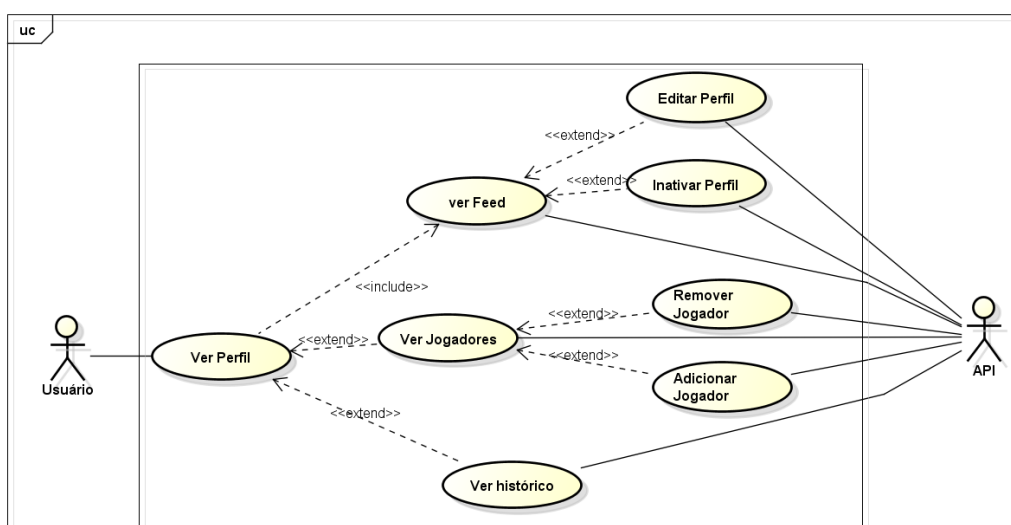 uc
Editar Perfil
<<extend>>
<<extend>>
Inativar Perfil
ver Feed
<<include>>
Remover
Jogador
<<extend>>
<<extend>>
Ver Jogadores
Ver Perfil
<<extend>>
Adicionar
Jogador
Usuário
API
<<extend>>
Ver histórico